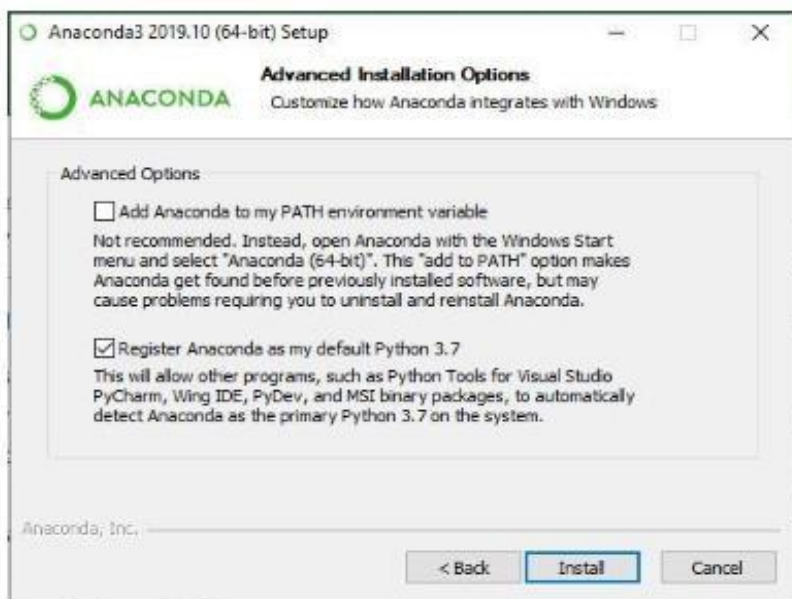 Anaconda3 2019.10 (64-bit) Setup
ANACONDA
Advanced Installation Options
Customize how Anaconda integrates with Windows
Advanced Options
Add Anaconda to my PATH environment variable
Not recommended. Instead, open Anaconda with the Windows Start
menu and select "Anaconda (64-bit)". This "add to PATH" option makes
Anaconda get found before previously installed software, but may
cause problems requiring you to uninstall and reinstall Anaconda.
Register Anaconda as my default Python 3.7
This will allow other programs, such as Python Tools for Visual Studio
PyCharm, Wing IDE, PyDev, and MSI binary packages, to automatically
detect Anaconda as the primary Python 3.7 on the system.
Anaconda, Inc.
< Back Install Cancel